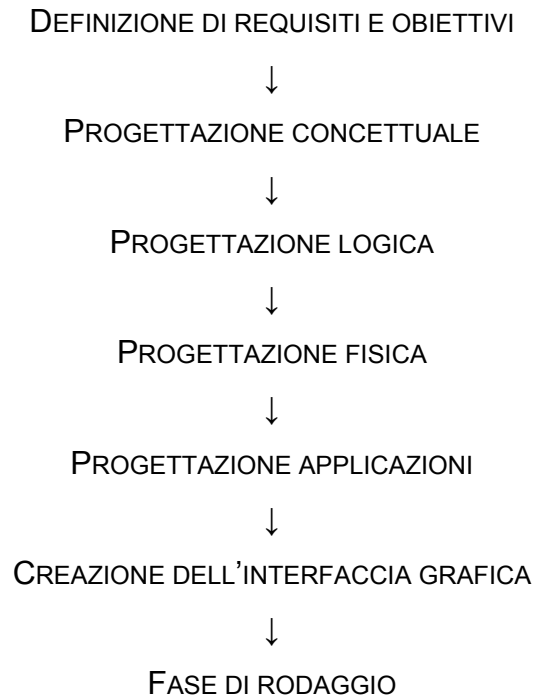 DEFINIZIONE DI REQUISITI E OBIETTIVI
↓
PROGETTAZIONE CONCETTUALE
↓
PROGETTAZIONE LOGICA
↓
PROGETTAZIONE FISICA
↓
PROGETTAZIONE APPLICAZIONI
↓
CREAZIONE DELL'INTERFACCIA GRAFICA
↓
FASE DI RODAGGIO